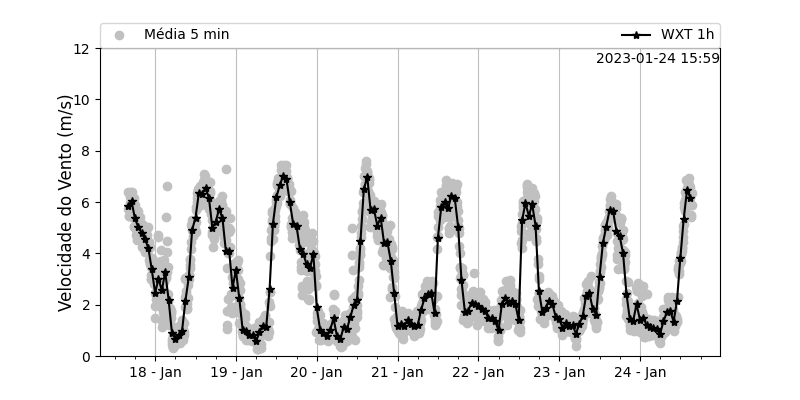 Média 5 min
WXT 1h
2023-01-24 15:59
Velocidade do Vento (m/s)
12
10
8
6
4
2
0
18 - Jan
19 - Jan
20 - Jan
21 - Jan
22 - Jan
23 - Jan
24 - Jan